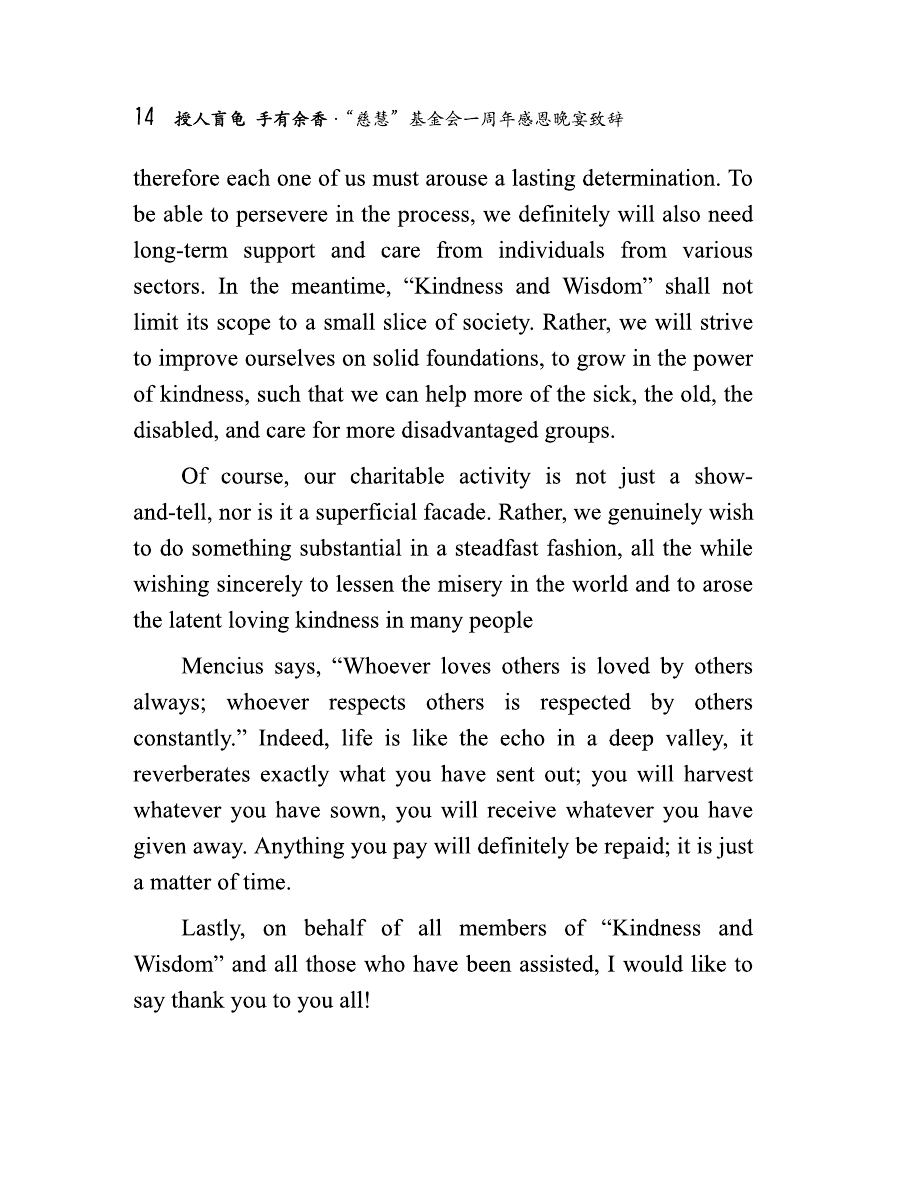 14 授人盲龟 手有余香·“慈慧”基金会一周年感恩晚宴致辞
therefore each one of us must arouse a lasting determination. To
be able to persevere in the process, we definitely will also need
long-term support and care from individuals from various
sectors. In the meantime, “Kindness and Wisdom” shall not
limit its scope to a small slice of society. Rather, we will strive
to improve ourselves on solid foundations, to grow in the power
of kindness, such that we can help more of the sick, the old, the
disabled, and care for more disadvantaged groups.
Of course, our charitable activity is not just a show-
and-tell, nor is it a superficial facade. Rather, we genuinely wish
to do something substantial in a steadfast fashion, all the while
wishing sincerely to lessen the misery in the world and to arose
the latent loving kindness in many people
Mencius says, “Whoever loves others is loved by others
always; whoever respects others is respected by others
constantly.” Indeed, life is like the echo in a deep valley, it
reverberates exactly what you have sent out; you will harvest
whatever you have sown, you will receive whatever you have
given away. Anything you pay will definitely be repaid; it is just
a matter of time.
Lastly, on behalf of all members of “Kindness and
Wisdom” and all those who have been assisted, I would like to
say thank you to you all!